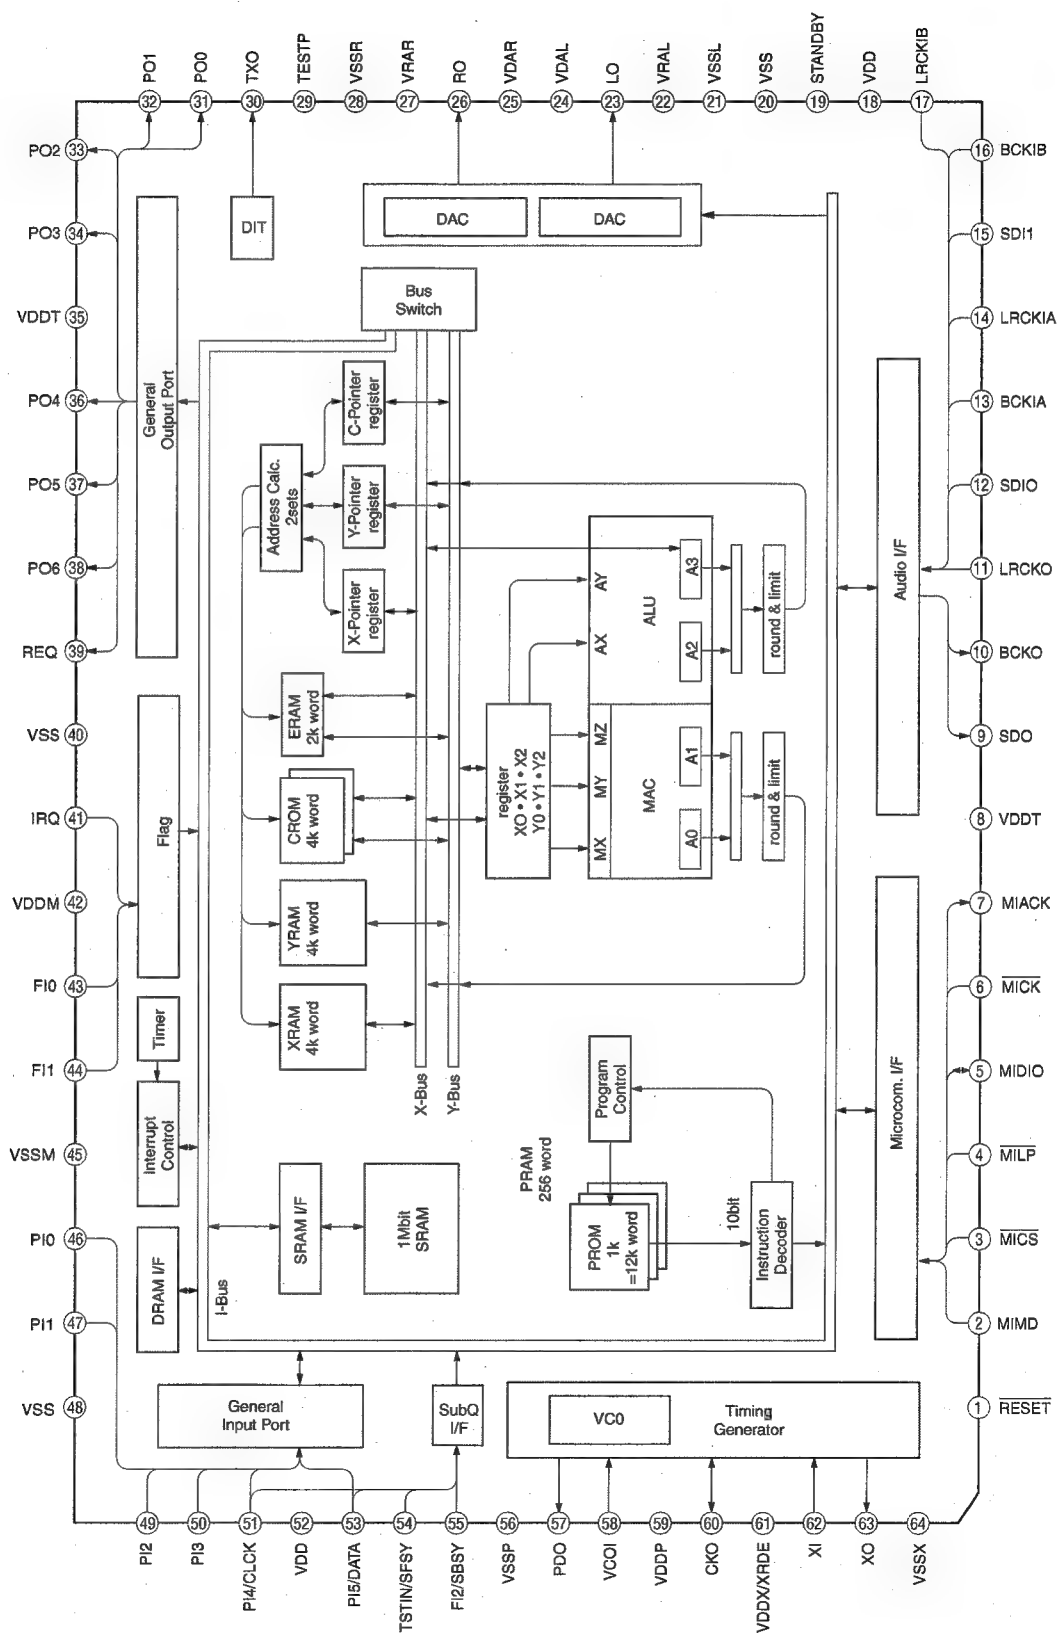 PO1
PO0
TXO
TESTP
VSSR
VRAR
RO
VDAR
VDAL
LO
VRAL
VSSL
VSS
STANDBY
VDD
LRCKIB
32
31
30
29
28
27
26
25
24
23
22
21
20
19
18
17
PO2 33
PO3 34
VDDT 35
PO4 36
PO5 37
PO6 38
REQ 39
VSS 40
IRQ 41
VDDM 42
FI0 43
FI1 44
VSSM 45
PI0 46
PI1 47
VSS 48
16 BCKIB
15 SDI1
14 LRCKIA
13 BCKIA
12 SDIO
11 LRCKO
10 BCKO
9 SDO
8 VDDT
7 MIACK
6 MICK
5 MIDIO
4 MILP
3 MICS
2 MIMD
1 RESET
DIT
DAC
DAC
Bus
Switch
General
Output Port
C-Pointer
register
Address Calc.
2sets
Y-Pointer
register
X-Pointer
register
ERAM
2k word
CROM
4k word
YRAM
4k word
XRAM
4k word
X-Bus
Y-Bus
register
XO • X1 • X2
Y0 • Y1 • Y2
AY
AX
ALU
A3
A2
round & limit
MZ
MY
MX
MAC
A1
A0
round & limit
Audio I/F
Flag
Timer
Interrupt
Control
DRAM I/F
I-Bus
SRAM I/F
1Mbit
SRAM
PRAM
256 word
Program
Control
PROM
1k
=12k word
10bit
Instruction
Decoder
Microcom. I/F
General
Input Port
SubQ
I/F
VC0
Timing
Generator
49
50
51
52
53
54
55
56
57
58
59
60
61
62
63
64
PI2
PI3
PI4/CLCK
VDD
PI5/DATA
TSTIN/SFSY
FI2/SBSY
VSSP
PDO
VCOI
VDDP
CKO
VDDX/XRDE
XI
XO
VSSX